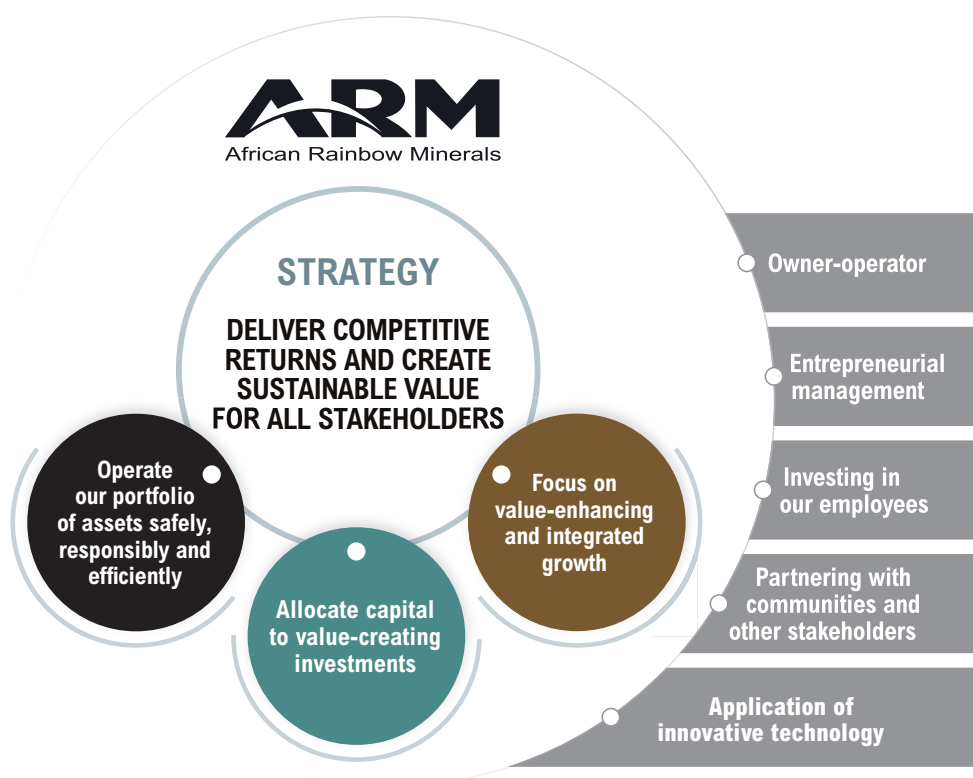 ARM
African Rainbow Minerals
STRATEGY
DELIVER COMPETITIVE
RETURNS AND CREATE
SUSTAINABLE VALUE
FOR ALL STAKEHOLDERS
Operate
our portfolio
of assets safely,
responsibly and
efficiently
Allocate capital
to value-creating
investments
Focus on
value-enhancing
and integrated
growth
Owner-operator
Entrepreneurial
management
Investing in
our employees
Partnering with
communities and
other stakeholders
Application of
innovative technology